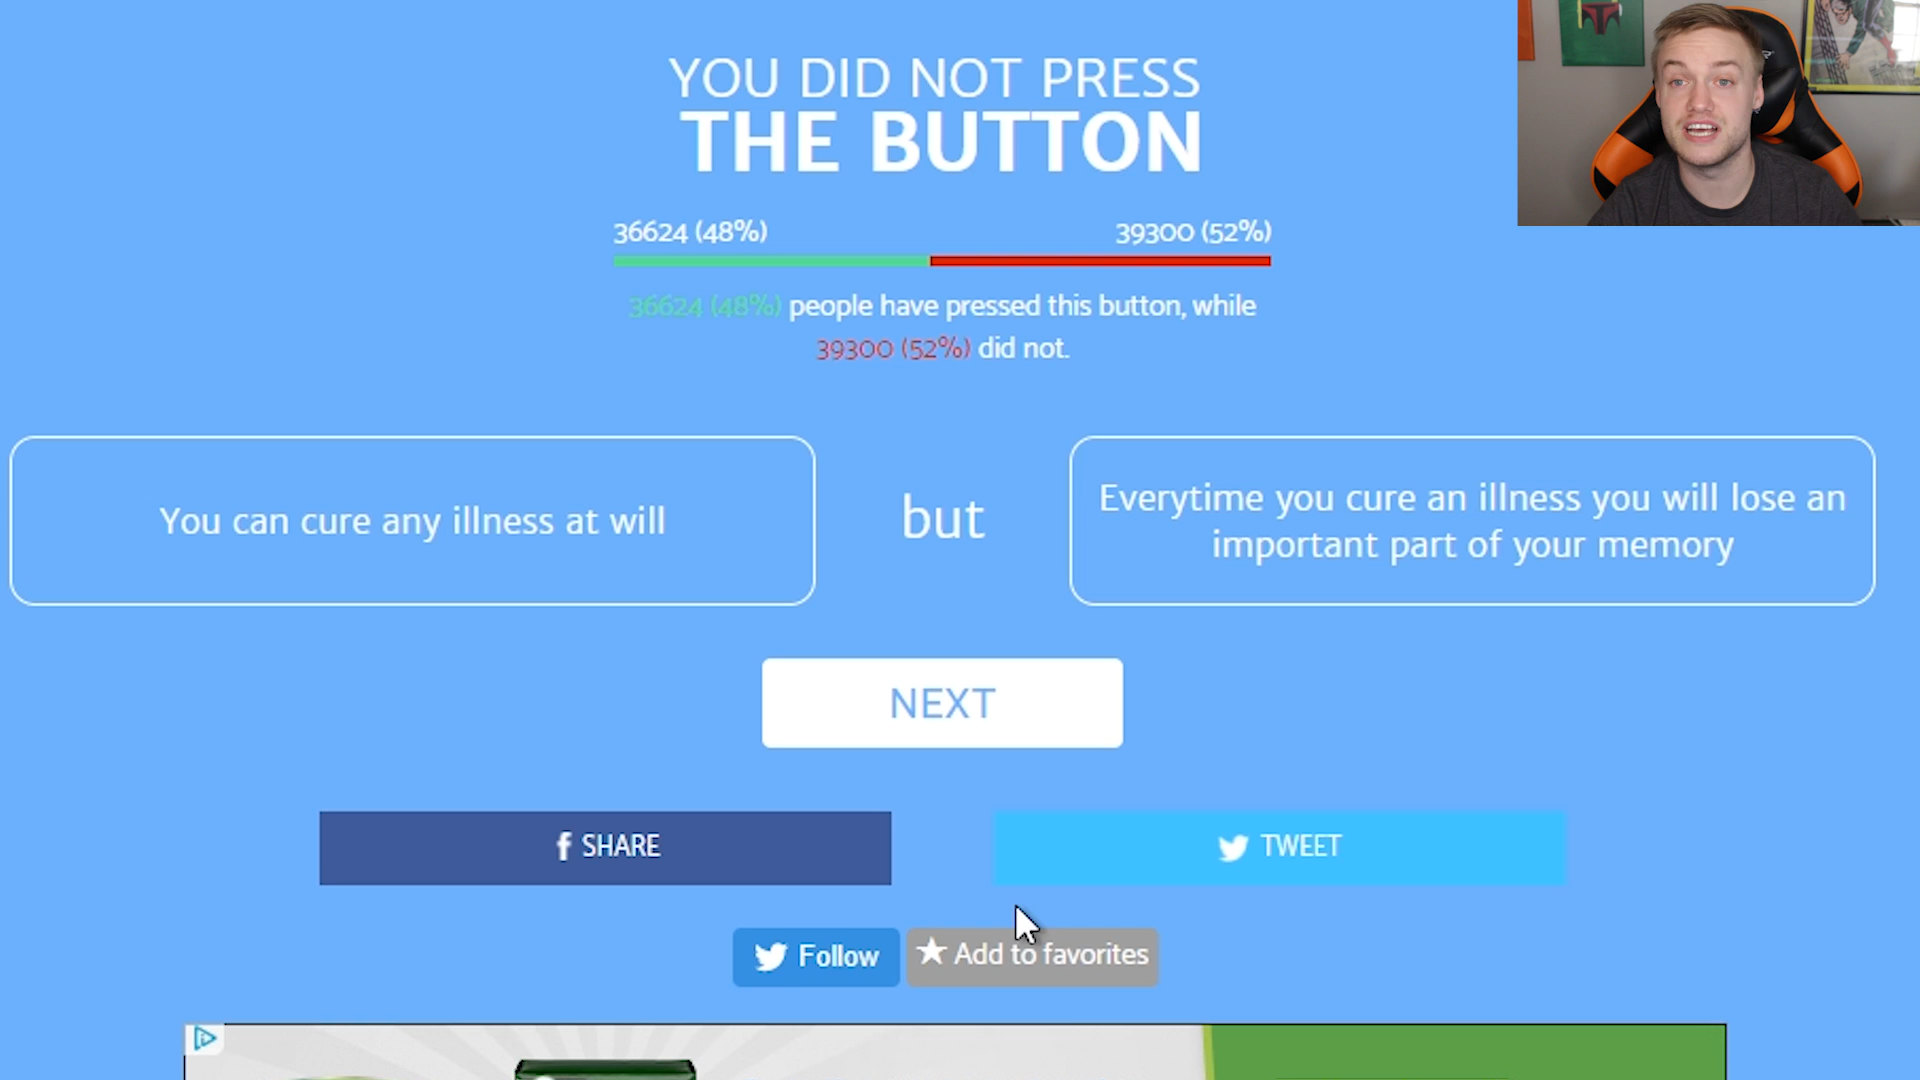 YOU DID NOT PRESS
THE BUTTON
36624 (48%)
39300 (52%)
36624 (48%) people have pressed this button, while
39300 (52%) did not.
You can cure any illness at will
but
Everytime you cure an illness you will lose an
important part of your memory
NEXT
f SHARE
TWEET
Follow
Add to favorites